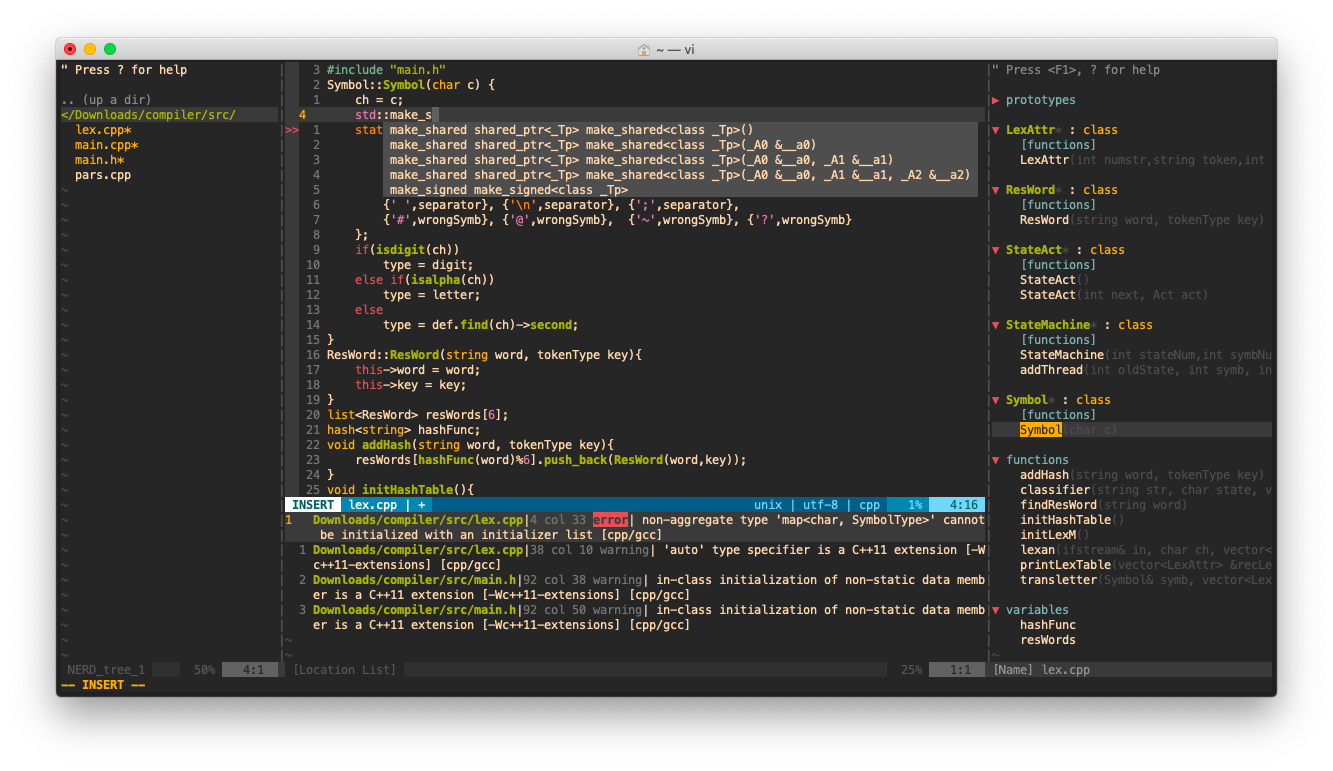 ~ — vi
" Press ? for help
.. (up a dir)
</Downloads/compiler/src/
lex.cpp*
main.cpp*
main.h*
pars.cpp
NERD_tree_1 50% 4:1
3 #include "main.h"
2 Symbol::Symbol(char c) {
1 ch = c;
4 std::make_s
>> 1 stat make_shared shared_ptr<_Tp> make_shared<class _Tp>()
2 make_shared shared_ptr<_Tp> make_shared<class _Tp>(_A0 &__a0)
3 make_shared shared_ptr<_Tp> make_shared<class _Tp>(_A0 &__a0, _A1 &__a1)
4 make_shared shared_ptr<_Tp> make_shared<class _Tp>(_A0 &__a0, _A1 &__a1, _A2 &__a2)
5 make_signed make_signed<class _Tp>
6 {' ',separator}, {'\n',separator}, {';',separator},
7 {'#',wrongSymb}, {'@',wrongSymb}, {'~',wrongSymb}, {'?',wrongSymb}
8 };
9 if(isdigit(ch))
10 type = digit;
11 else if(isalpha(ch))
12 type = letter;
13 else
14 type = def.find(ch)->second;
15 }
16 ResWord::ResWord(string word, tokenType key){
17 this->word = word;
18 this->key = key;
19 }
20 list<ResWord> resWords[6];
21 hash<string> hashFunc;
22 void addHash(string word, tokenType key){
23 resWords[hashFunc(word)%6].push_back(ResWord(word,key));
24 }
25 void initHashTable(){
INSERT lex.cpp | + unix | utf-8 | cpp 1% 4:16
1 Downloads/compiler/src/lex.cpp|4 col 33 error| non-aggregate type 'map<char, SymbolType>' cannot
be initialized with an initializer list [cpp/gcc]
1 Downloads/compiler/src/lex.cpp|38 col 10 warning| 'auto' type specifier is a C++11 extension [-W
c++11-extensions] [cpp/gcc]
2 Downloads/compiler/src/main.h|92 col 38 warning| in-class initialization of non-static data memb
er is a C++11 extension [-Wc++11-extensions] [cpp/gcc]
3 Downloads/compiler/src/main.h|92 col 50 warning| in-class initialization of non-static data memb
er is a C++11 extension [-Wc++11-extensions] [cpp/gcc]
[Location List] 25% 1:1
" Press <F1>, ? for help
▶ prototypes
▼ LexAttr* : class
[functions]
LexAttr(int numstr,string token,int
▼ ResWord* : class
[functions]
ResWord(string word, tokenType key)
▼ StateAct* : class
[functions]
StateAct()
StateAct(int next, Act act)
▼ StateMachine* : class
[functions]
StateMachine(int stateNum,int symbNu
addThread(int oldState, int symb, in
▼ Symbol* : class
[functions]
Symbol(char c)
▼ functions
addHash(string word, tokenType key)
classifier(string str, char state, v
findResWord(string word)
initHashTable()
initLexM()
lexan(ifstream& in, char ch, vector<
printLexTable(vector<LexAttr> &recLe
transletter(Symbol& symb, vector<Lex
▼ variables
hashFunc
resWords
[Name] lex.cpp
-- INSERT --